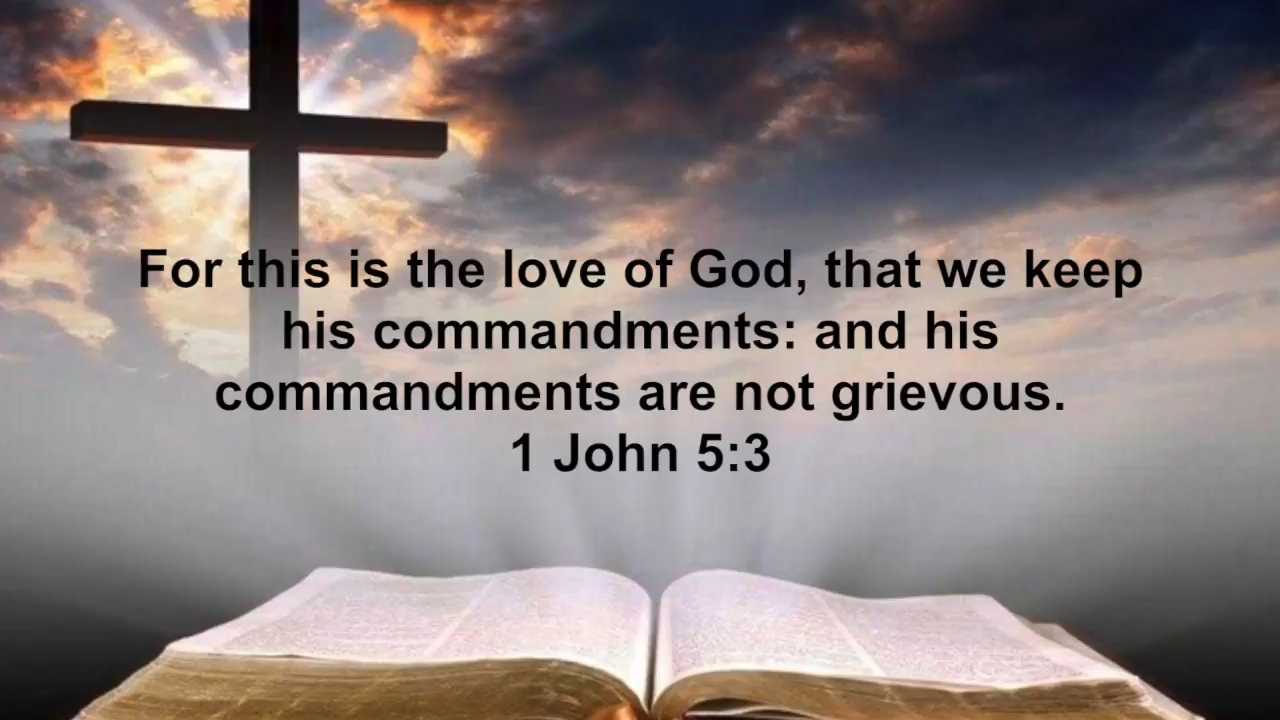 For this is the love of God, that we keep
his commandments: and his
commandments are not grievous.
1 John 5:3